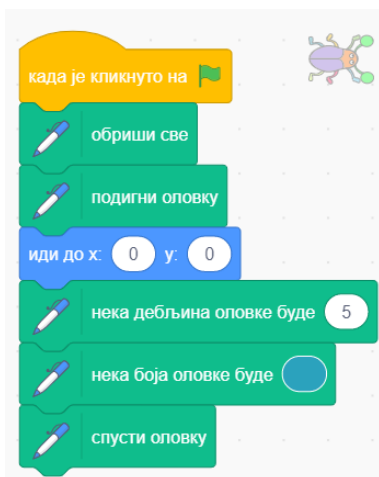 када је кликнуто на
обриши све
подигни оловку
иди до x: 0 y: 0
нека дебљина оловке буде 5
нека боја оловке буде
спусти оловку